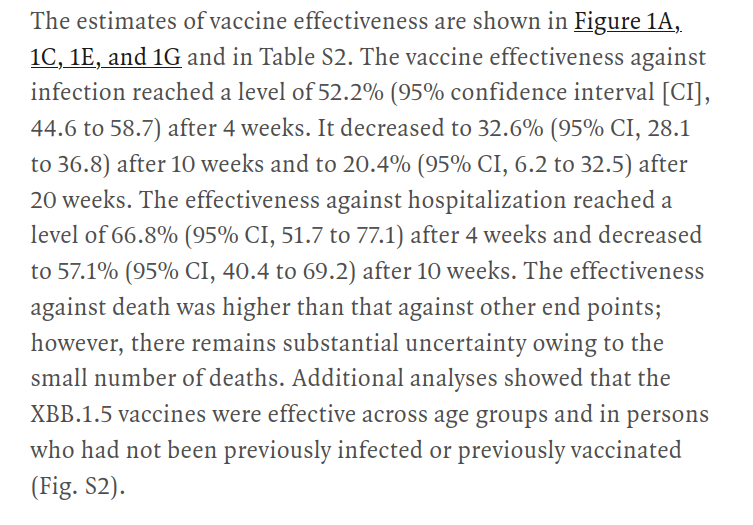 The estimates of vaccine effectiveness are shown in Figure 1A,
1C, 1E, and 1G and in Table S2. The vaccine effectiveness against
infection reached a level of 52.2% (95% confidence interval [CI],
44.6 to 58.7) after 4 weeks. It decreased to 32.6% (95% CI, 28.1
to 36.8) after 10 weeks and to 20.4% (95% CI, 6.2 to 32.5) after
20 weeks. The effectiveness against hospitalization reached a
level of 66.8% (95% CI, 51.7 to 77.1) after 4 weeks and decreased
to 57.1% (95% CI, 40.4 to 69.2) after 10 weeks. The effectiveness
against death was higher than that against other end points;
however, there remains substantial uncertainty owing to the
small number of deaths. Additional analyses showed that the
XBB.1.5 vaccines were effective across age groups and in persons
who had not been previously infected or previously vaccinated
(Fig. S2).